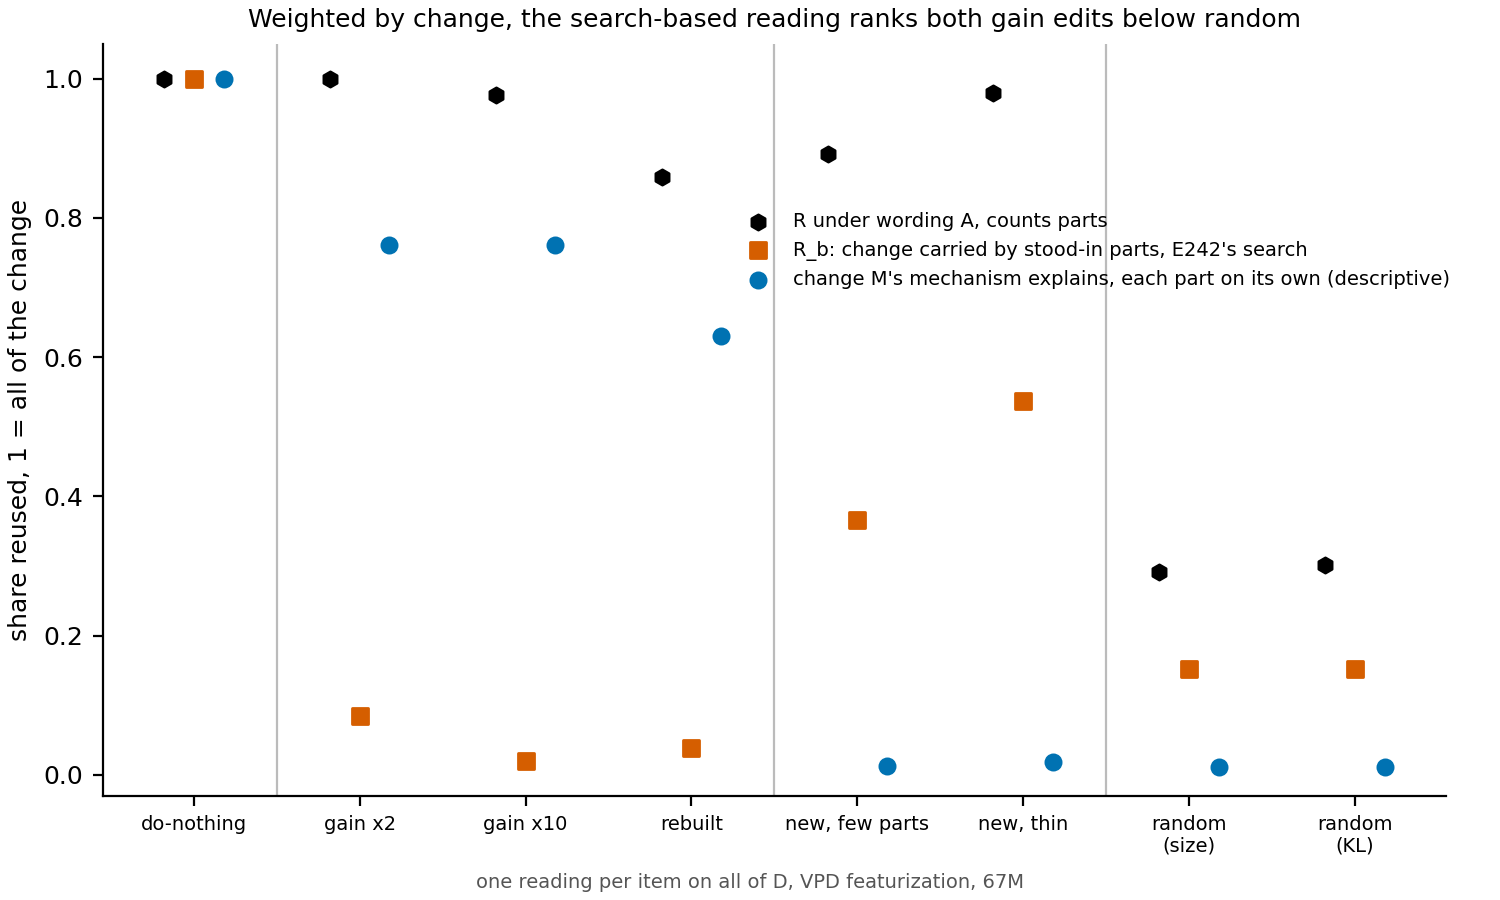 Weighted by change, the search-based reading ranks both gain edits below random
share reused, 1 = all of the change
1.0
0.8
0.6
0.4
0.2
0.0
R under wording A, counts parts
R_b: change carried by stood-in parts, E242's search
change M's mechanism explains, each part on its own (descriptive)
do-nothing
gain x2
gain x10
rebuilt
new, few parts
new, thin
random
(size)
random
(KL)
one reading per item on all of D, VPD featurization, 67M